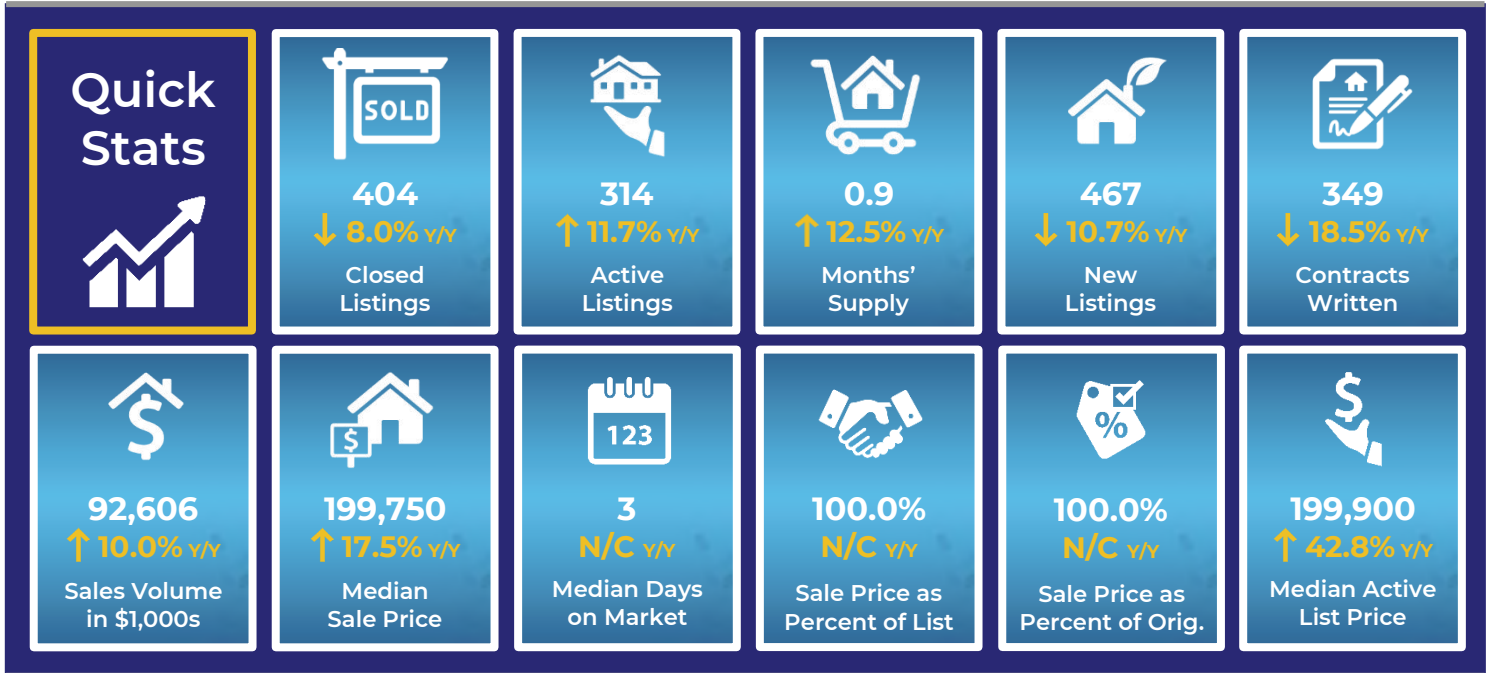 Quick
Stats
SOLD
404
↓ 8.0% Y/Y
Closed
Listings
314
↑ 11.7% Y/Y
Active
Listings
0.9
↑ 12.5% Y/Y
Months’
Supply
467
↓ 10.7% Y/Y
New
Listings
349
↓ 18.5% Y/Y
Contracts
Written
$
92,606
↑ 10.0% Y/Y
Sales Volume
in $1,000s
$
199,750
↑ 17.5% Y/Y
Median
Sale Price
123
3
N/C Y/Y
Median Days
on Market
100.0%
N/C Y/Y
Sale Price as
Percent of List
%
100.0%
N/C Y/Y
Sale Price as
Percent of Orig.
$
199,900
↑ 42.8% Y/Y
Median Active
List Price